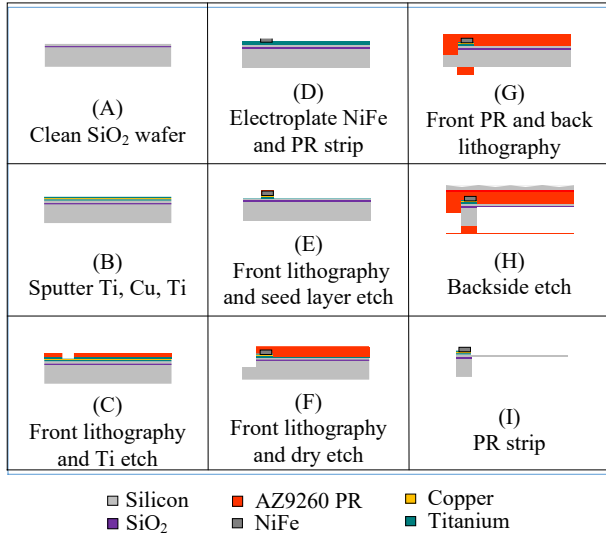 (A)
Clean SiO₂ wafer
(B)
Sputter Ti, Cu, Ti
(C)
Front lithography
and Ti etch
(D)
Electroplate NiFe
and PR strip
(E)
Front lithography
and seed layer etch
(F)
Front lithography
and dry etch
(G)
Front PR and back
lithography
(H)
Backside etch
(I)
PR strip
Silicon
SiO₂
AZ9260 PR
NiFe
Copper
Titanium